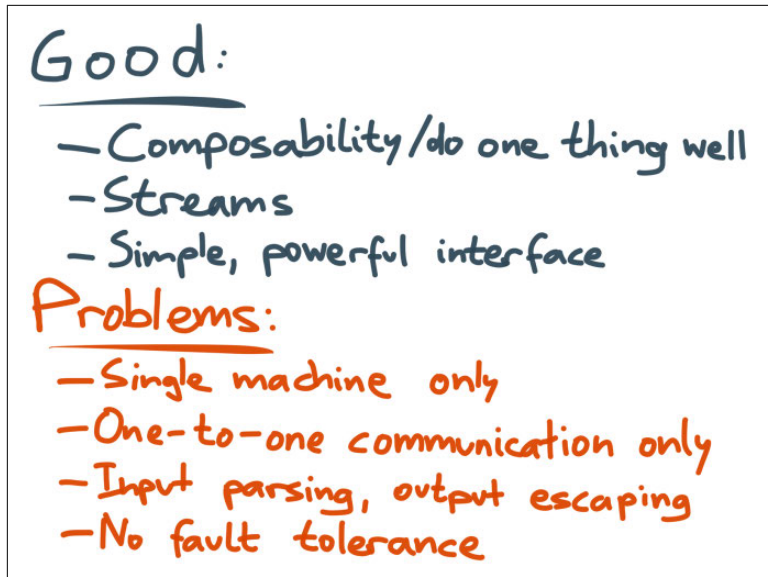 Good:
– Composability/do one thing well
– Streams
– Simple, powerful interface
Problems:
– Single machine only
– One-to-one communication only
– Input parsing, output escaping
– No fault tolerance